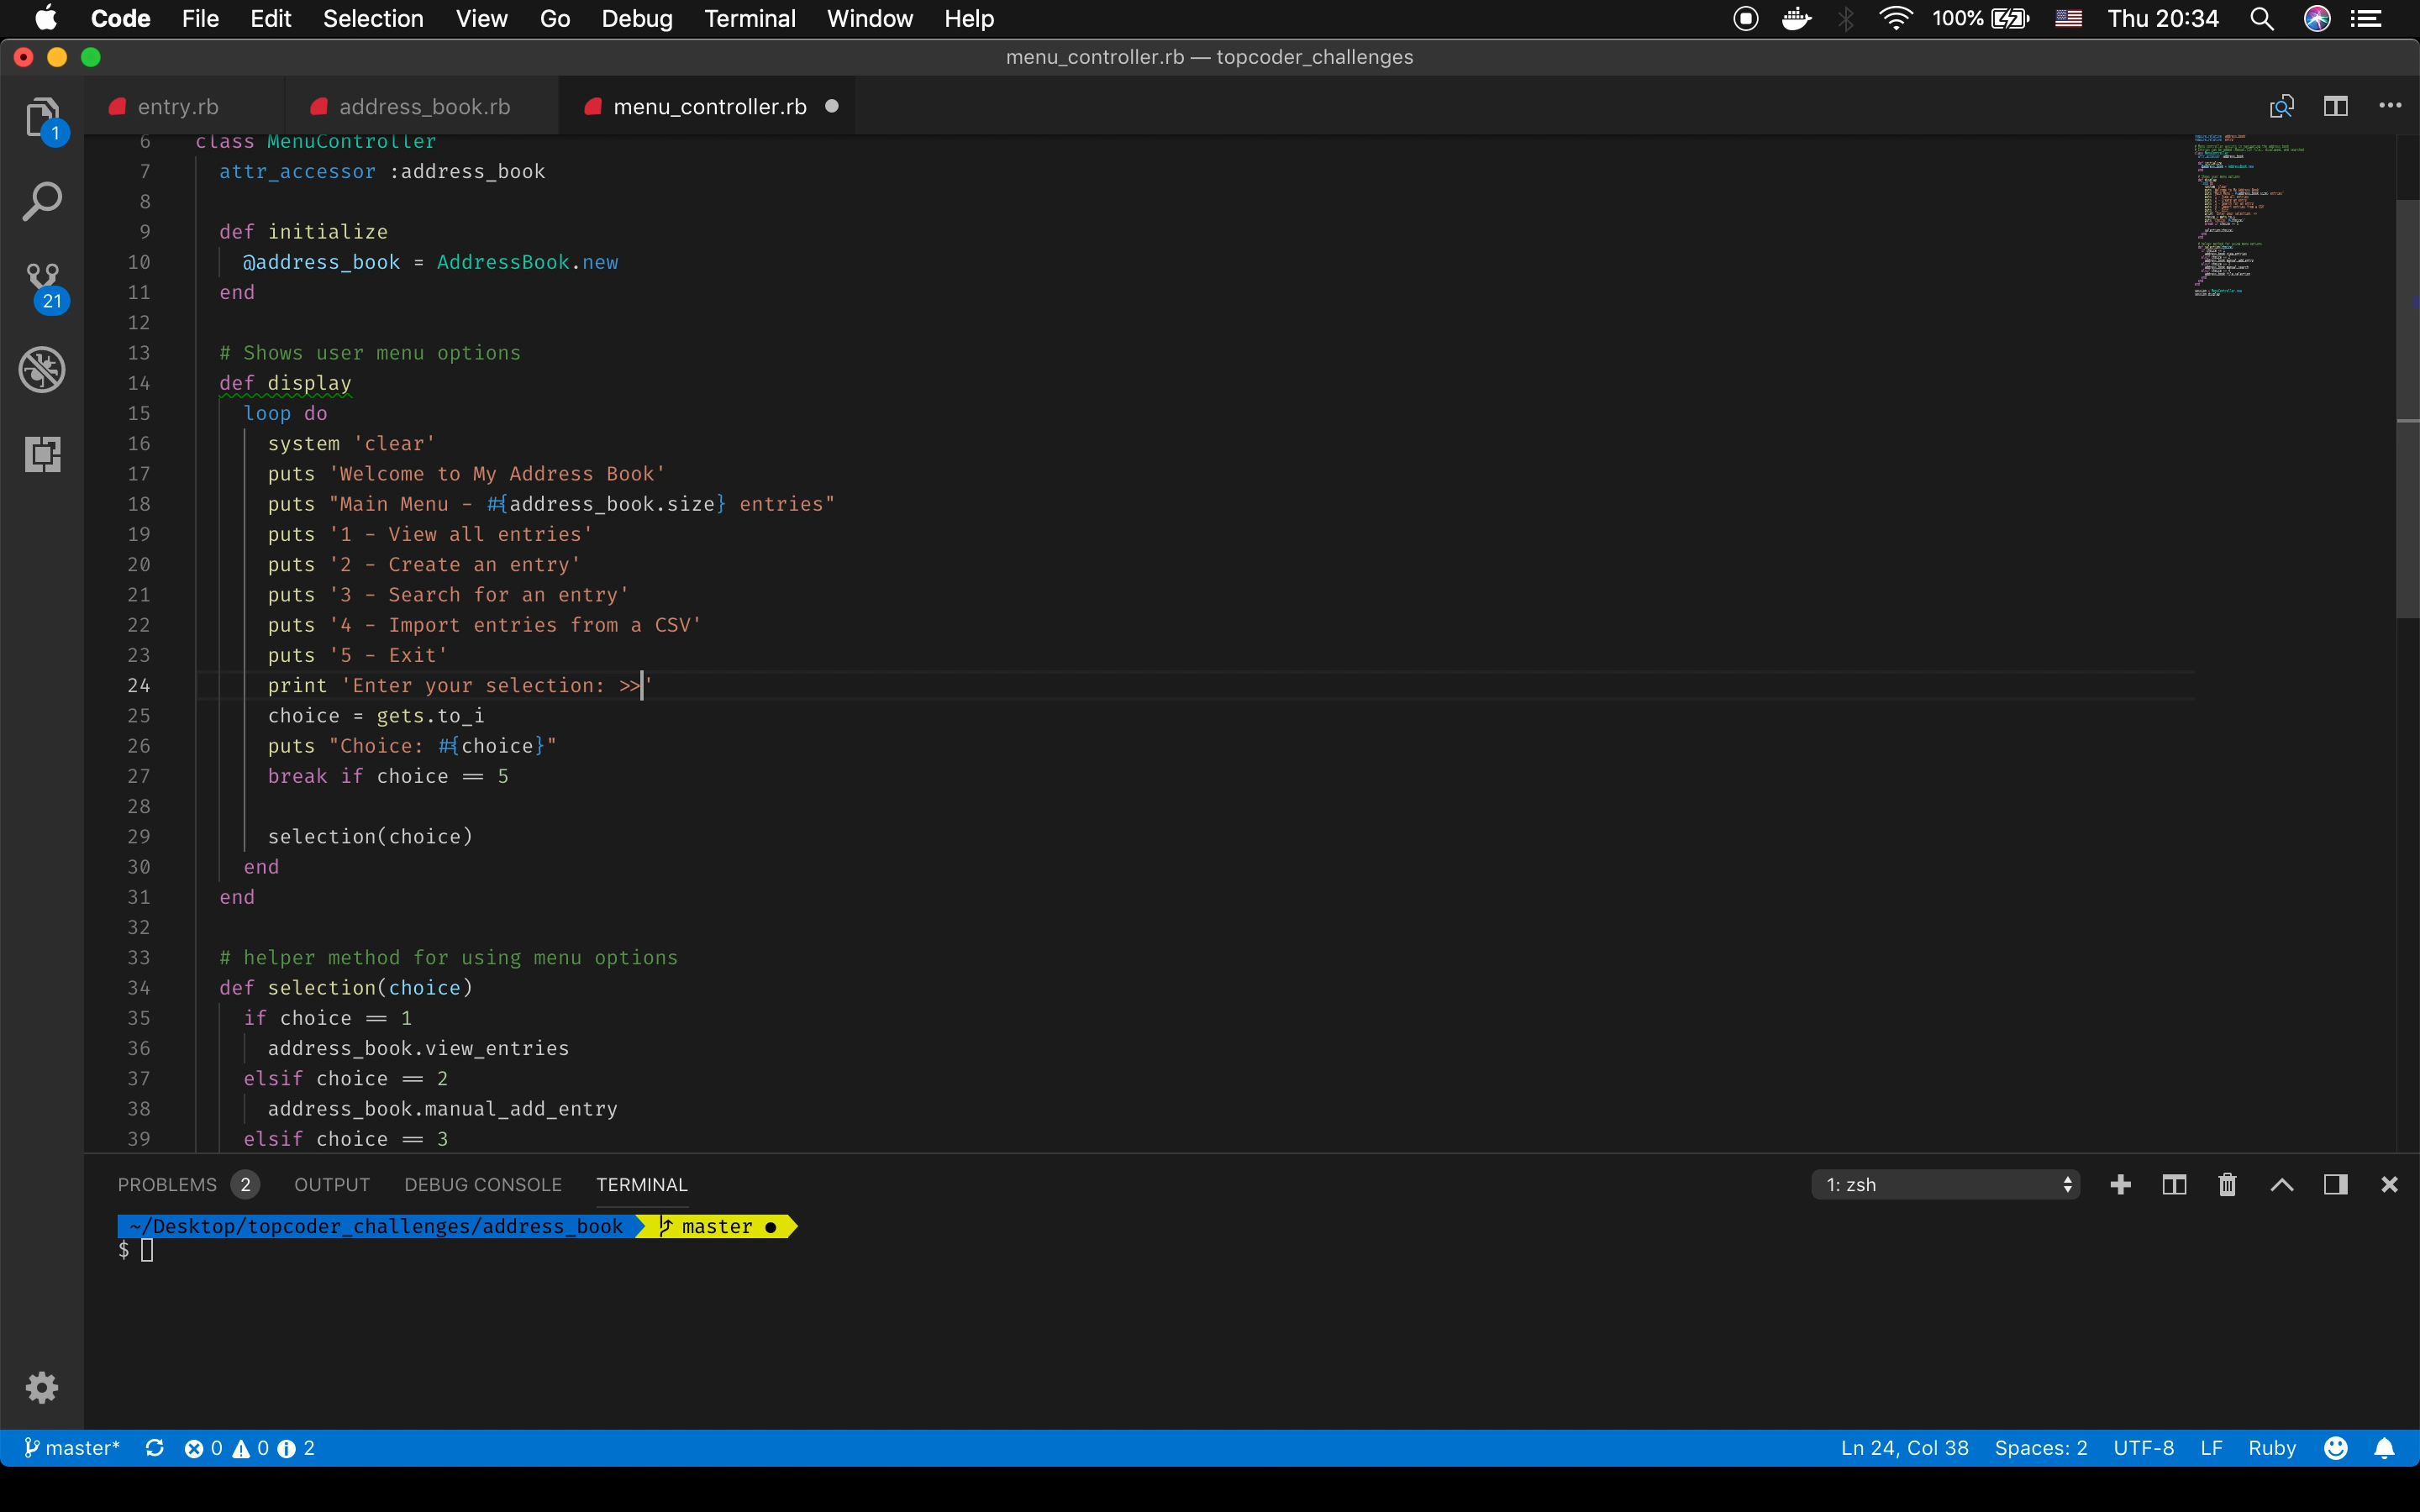 Code File Edit Selection View Go Debug Terminal Window Help 100% Thu 20:34
menu_controller.rb — topcoder_challenges
entry.rb address_book.rb menu_controller.rb
1
21
6 class MenuController
7 attr_accessor :address_book
8
9 def initialize
10 @address_book = AddressBook.new
11 end
12
13 # Shows user menu options
14 def display
15 loop do
16 system 'clear'
17 puts 'Welcome to My Address Book'
18 puts "Main Menu - #{address_book.size} entries"
19 puts '1 - View all entries'
20 puts '2 - Create an entry'
21 puts '3 - Search for an entry'
22 puts '4 - Import entries from a CSV'
23 puts '5 - Exit'
24 print 'Enter your selection: >>'
25 choice = gets.to_i
26 puts "Choice: #{choice}"
27 break if choice == 5
28
29 selection(choice)
30 end
31 end
32
33 # helper method for using menu options
34 def selection(choice)
35 if choice == 1
36 address_book.view_entries
37 elsif choice == 2
38 address_book.manual_add_entry
39 elsif choice == 3
PROBLEMS 2 OUTPUT DEBUG CONSOLE TERMINAL 1: zsh
~/Desktop/topcoder_challenges/address_book master ●
$
master* 0 0 2 Ln 24, Col 38 Spaces: 2 UTF-8 LF Ruby